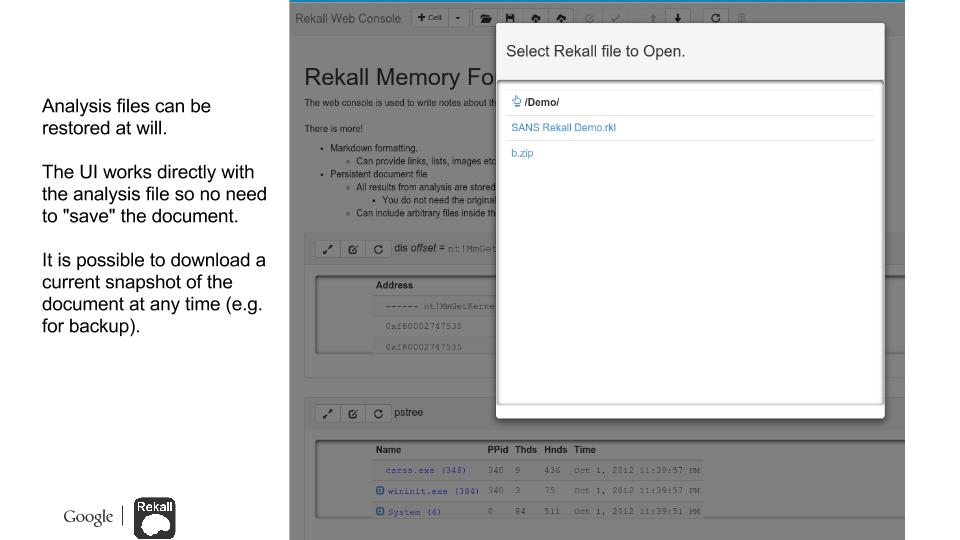 Analysis files can be
restored at will.
The UI works directly with
the analysis file so no need
to "save" the document.
It is possible to download a
current snapshot of the
document at any time (e.g.
for backup).
Google | Rekall
Rekall Web Console + Cell
Select Rekall file to Open.
/Demo/
SANS Rekall Demo.rkl
b.zip
Rekall Memory Fo
The web console is used to write notes about th
There is more!
Markdown formatting.
Can provide links, lists, images etc
Persistent document file
All results from analysis are stored
You do not need the original
Can include arbitrary files inside th
dis offset = nt!MmGet
Address
------ nt!MmGetKerne
0xf80002747530
0xf80002747535
pstree
Name PPid Thds Hnds Time
csrss.exe (348) 340 9 436 Oct 1, 2012 11:39:57 PM
wininit.exe (384) 340 3 75 Oct 1, 2012 11:39:57 PM
System (4) 0 84 511 Oct 1, 2012 11:39:51 PM